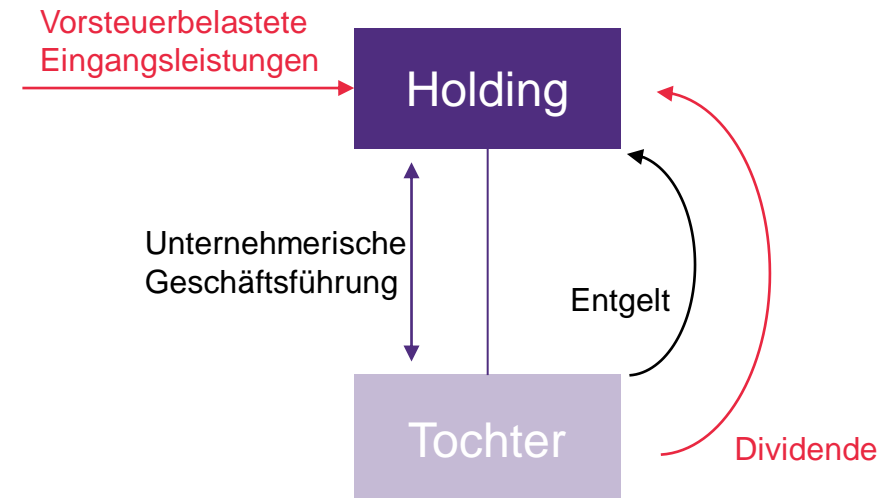 Vorsteuerbelastete
Eingangsleistungen
Holding
Unternehmerische
Geschäftsführung
Entgelt
Tochter
Dividende